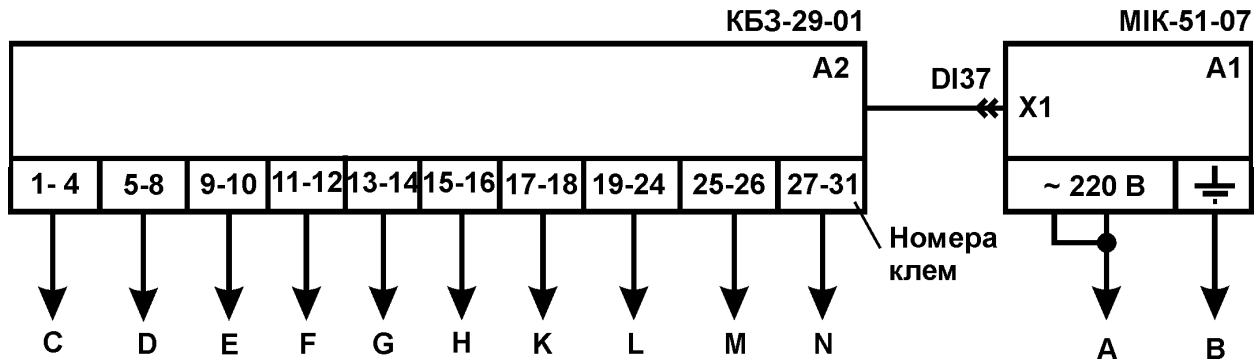 КБЗ-29-01
МІК-51-07
A2
DI37
X1
A1
1- 4
5-8
9-10
11-12
13-14
15-16
17-18
19-24
25-26
27-31
~ 220 В
Номера
клем
C
D
E
F
G
H
K
L
M
N
A
B